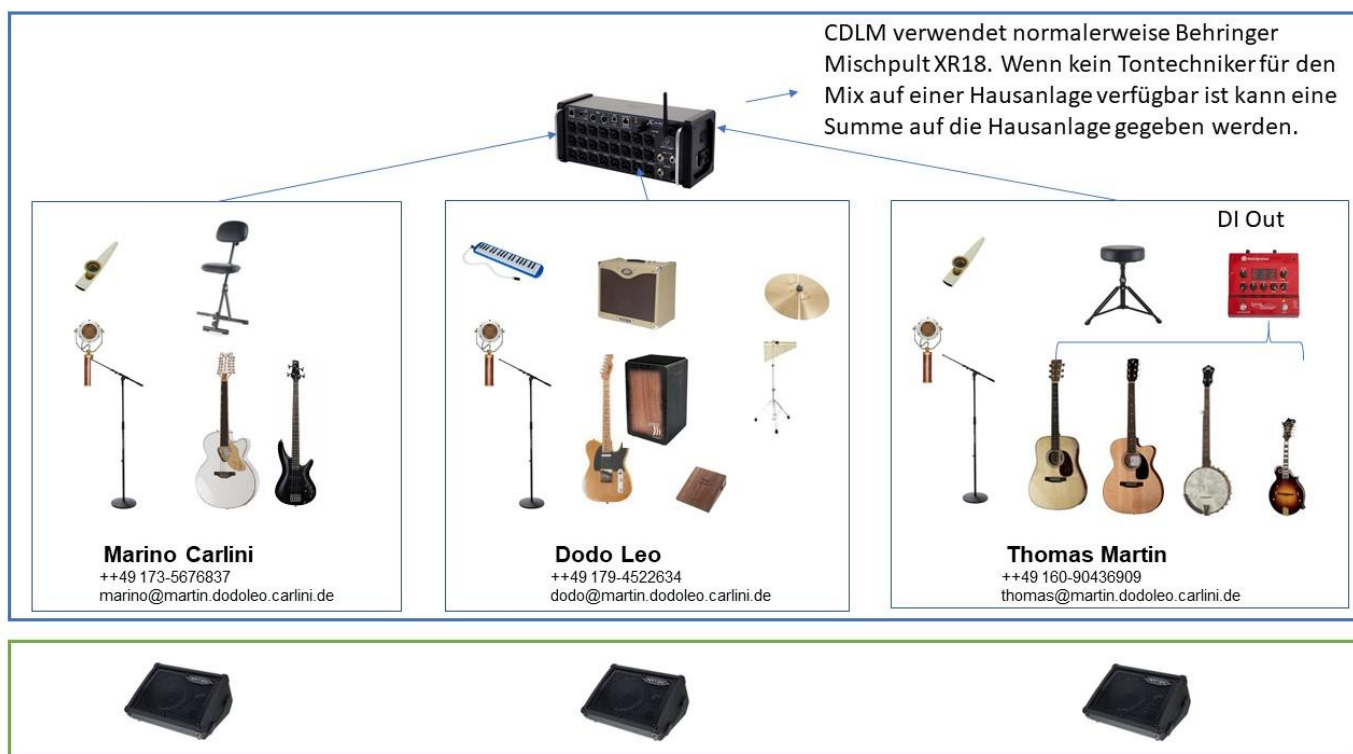 CDLM verwendet normalerweise Behringer
Mischpult XR18. Wenn kein Tontechniker für den
Mix auf einer Hausanlage verfügbar ist kann eine
Summe auf die Hausanlage gegeben werden.
DI Out
Marino Carlini
++49 173-5676837
marino@martin.dodoleo.carlini.de
Dodo Leo
++49 179-4522634
dodo@martin.dodoleo.carlini.de
Thomas Martin
++49 160-90436909
thomas@martin.dodoleo.carlini.de